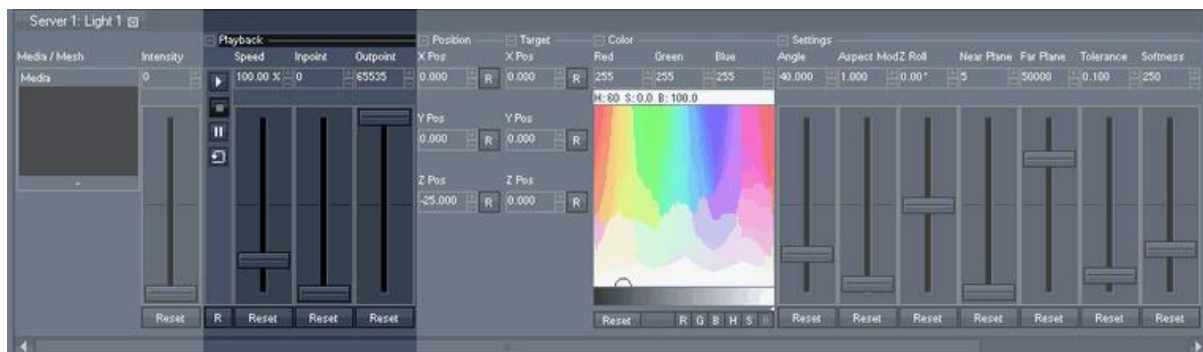 Server 1: Light 1
Playback Position Target Color Settings
Media / Mesh Intensity Speed Inpoint Outpoint X Pos X Pos Red Green Blue Angle Aspect Mod Z Roll Near Plane Far Plane Tolerance Softness
Media 0 100.00 % 0 65535 0.000 R 0.000 R 255 255 255 40.000 1.000 0.00° 5 50000 0.100 250
H: 60 S: 0.0 B: 100.0
Y Pos Y Pos
0.000 R 0.000 R
Z Pos Z Pos
-25.000 R 0.000 R
Reset R Reset Reset Reset Reset R G B H S Reset Reset Reset Reset Reset Reset Reset